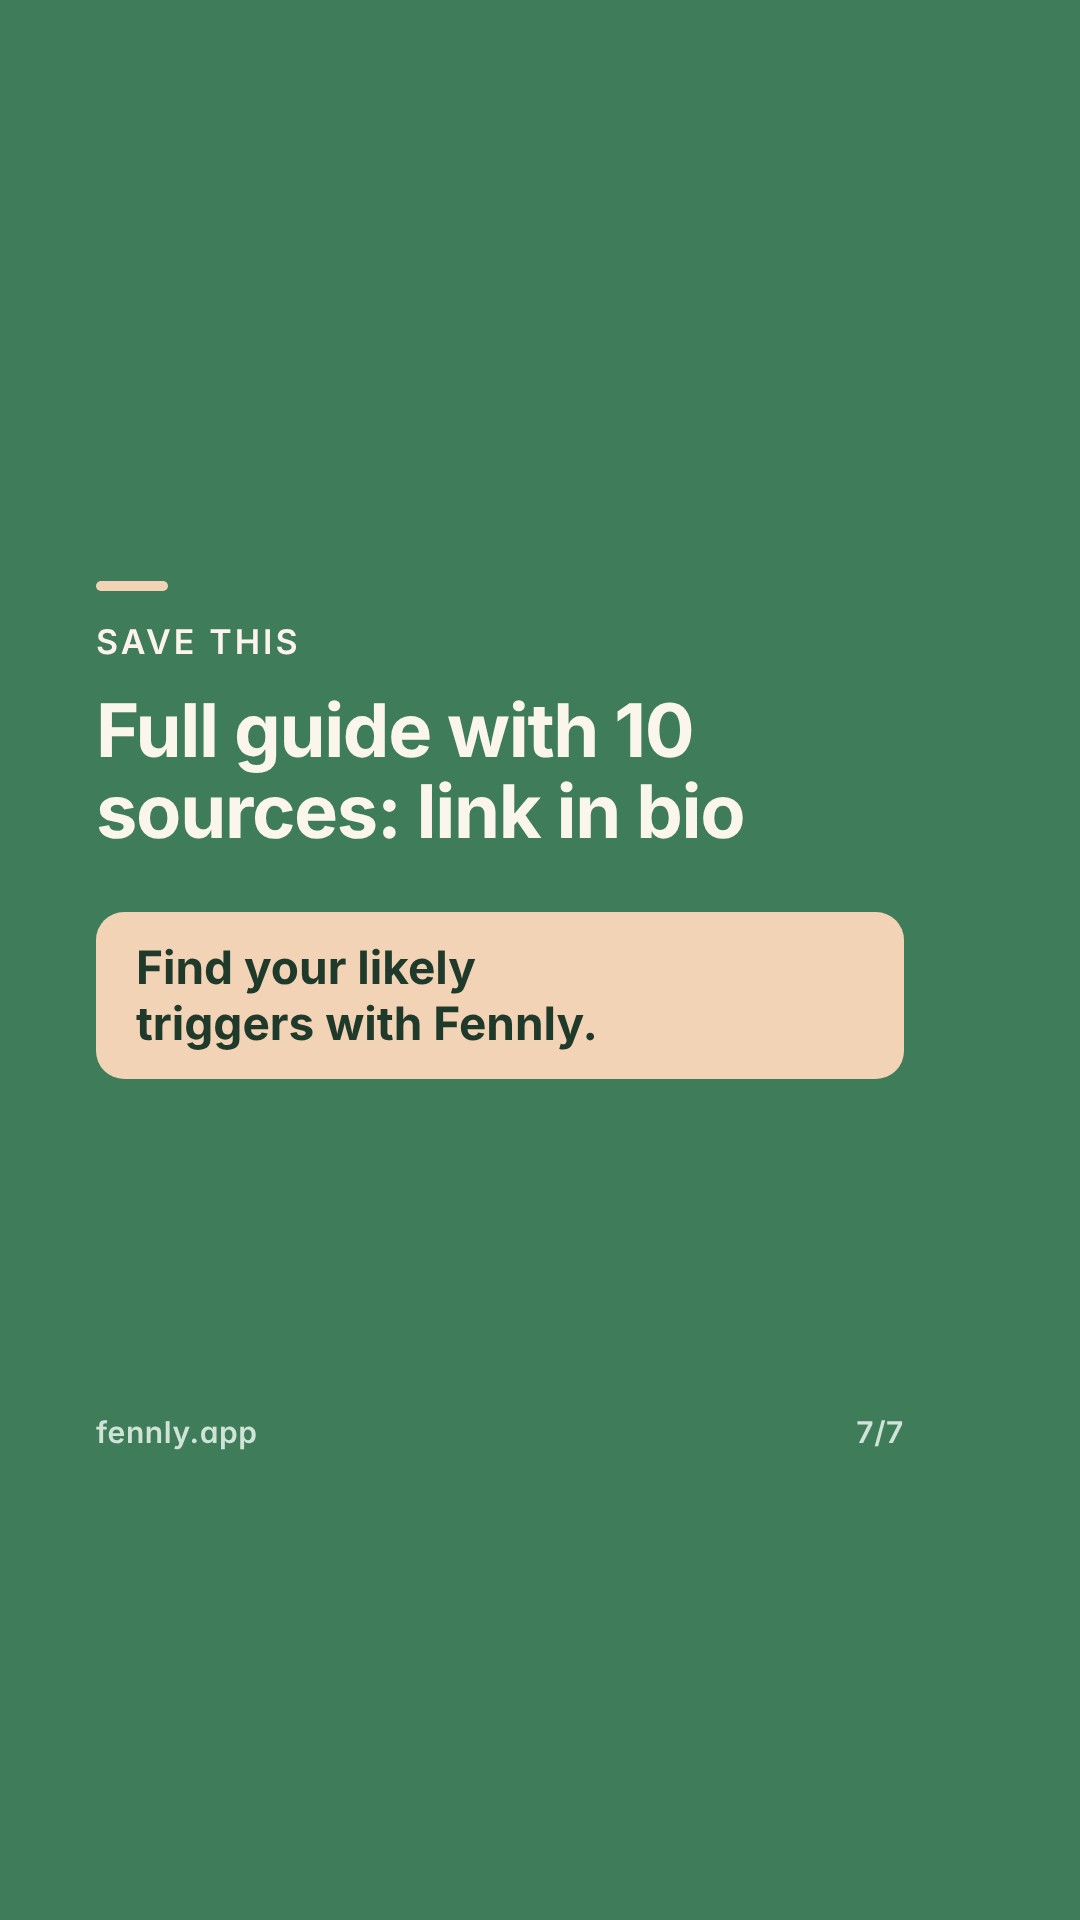 SAVE THIS
Full guide with 10
sources: link in bio
Find your likely
triggers with Fennly.
fennly.app
7/7